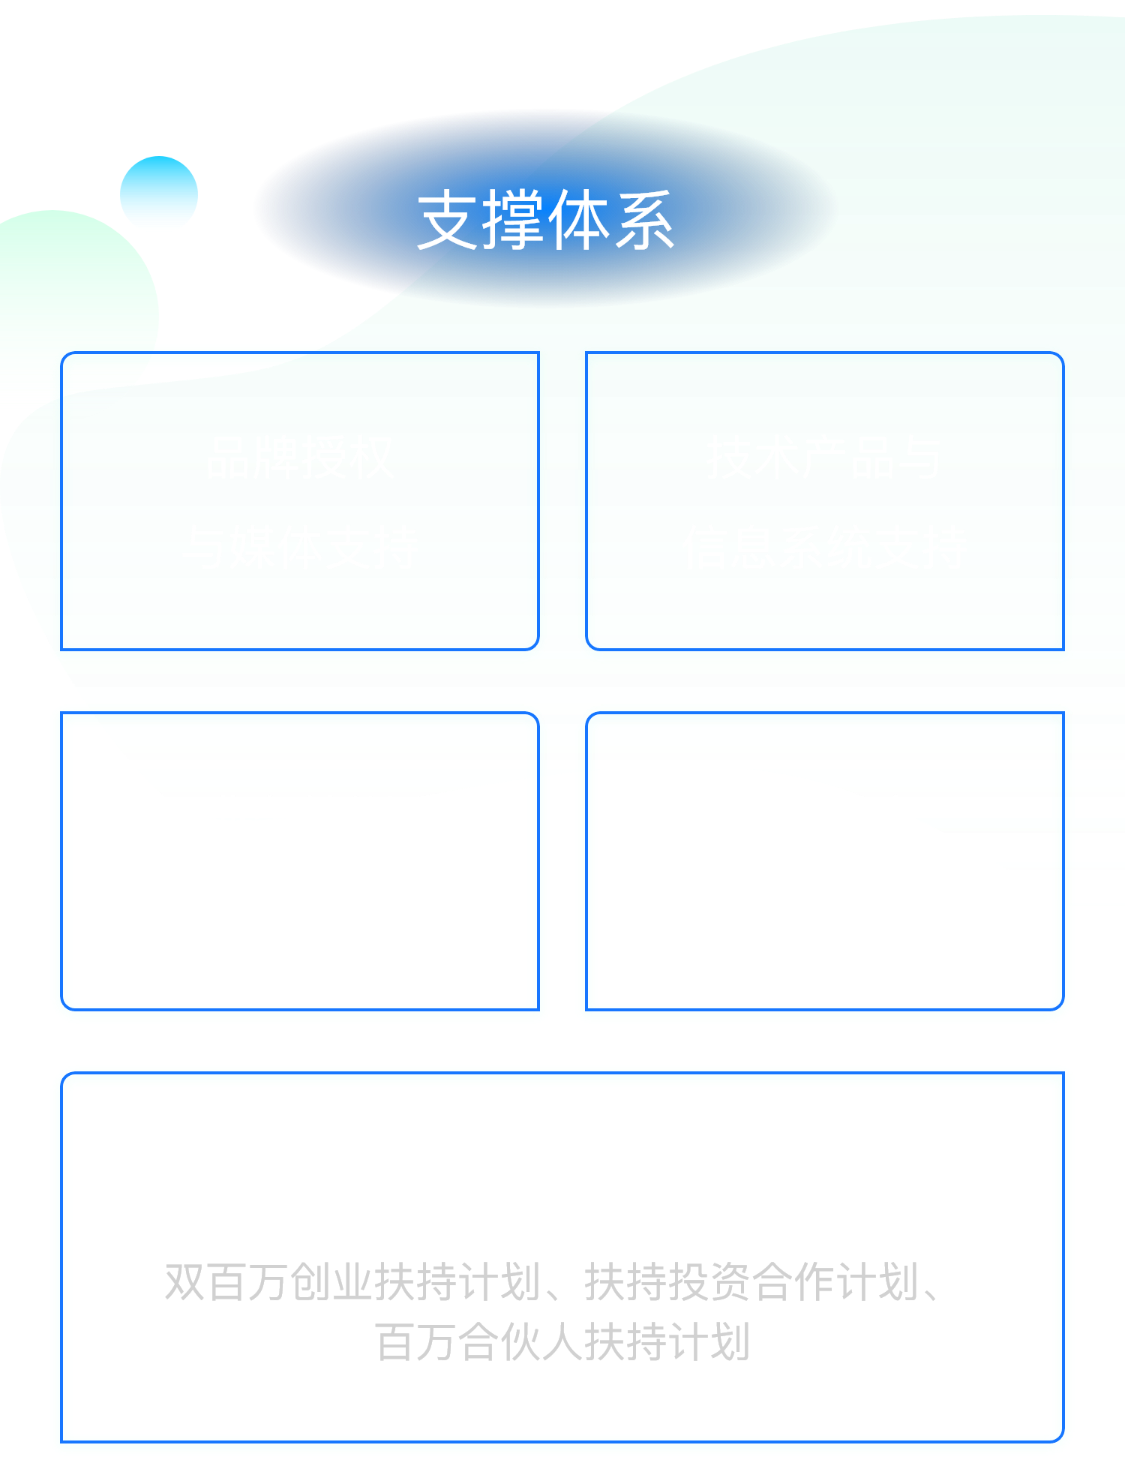 支撑体系
品牌授权
与媒体支持
技术产品与
信息系统支持
双百万创业扶持计划、扶持投资合作计划、
百万合伙人扶持计划